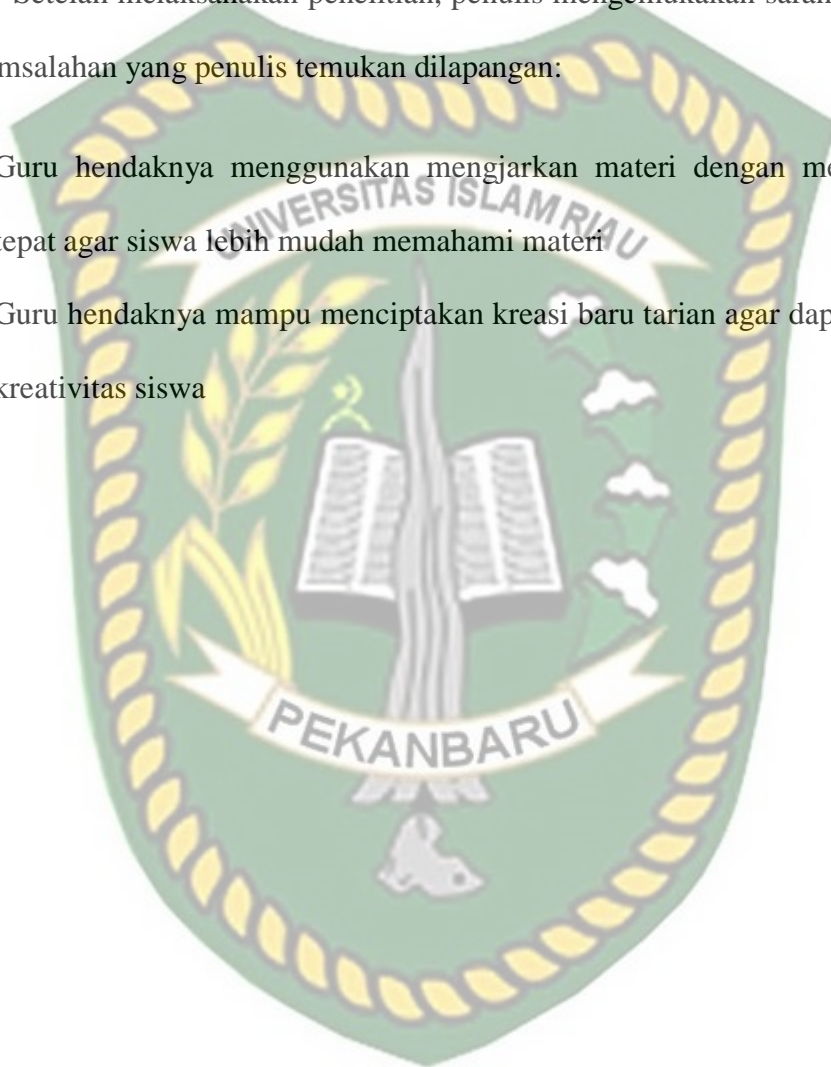 Setelah melaksanakan penelitian, penulis mengemukakan saran
msalahan yang penulis temukan dilapangan:
Guru hendaknya menggunakan mengjarkan materi dengan me
UNIVERSITAS ISLAM RIAU
tepat agar siswa lebih mudah memahami materi
Guru hendaknya mampu menciptakan kreasi baru tarian agar dap
kreativitas siswa
PEKANBARU